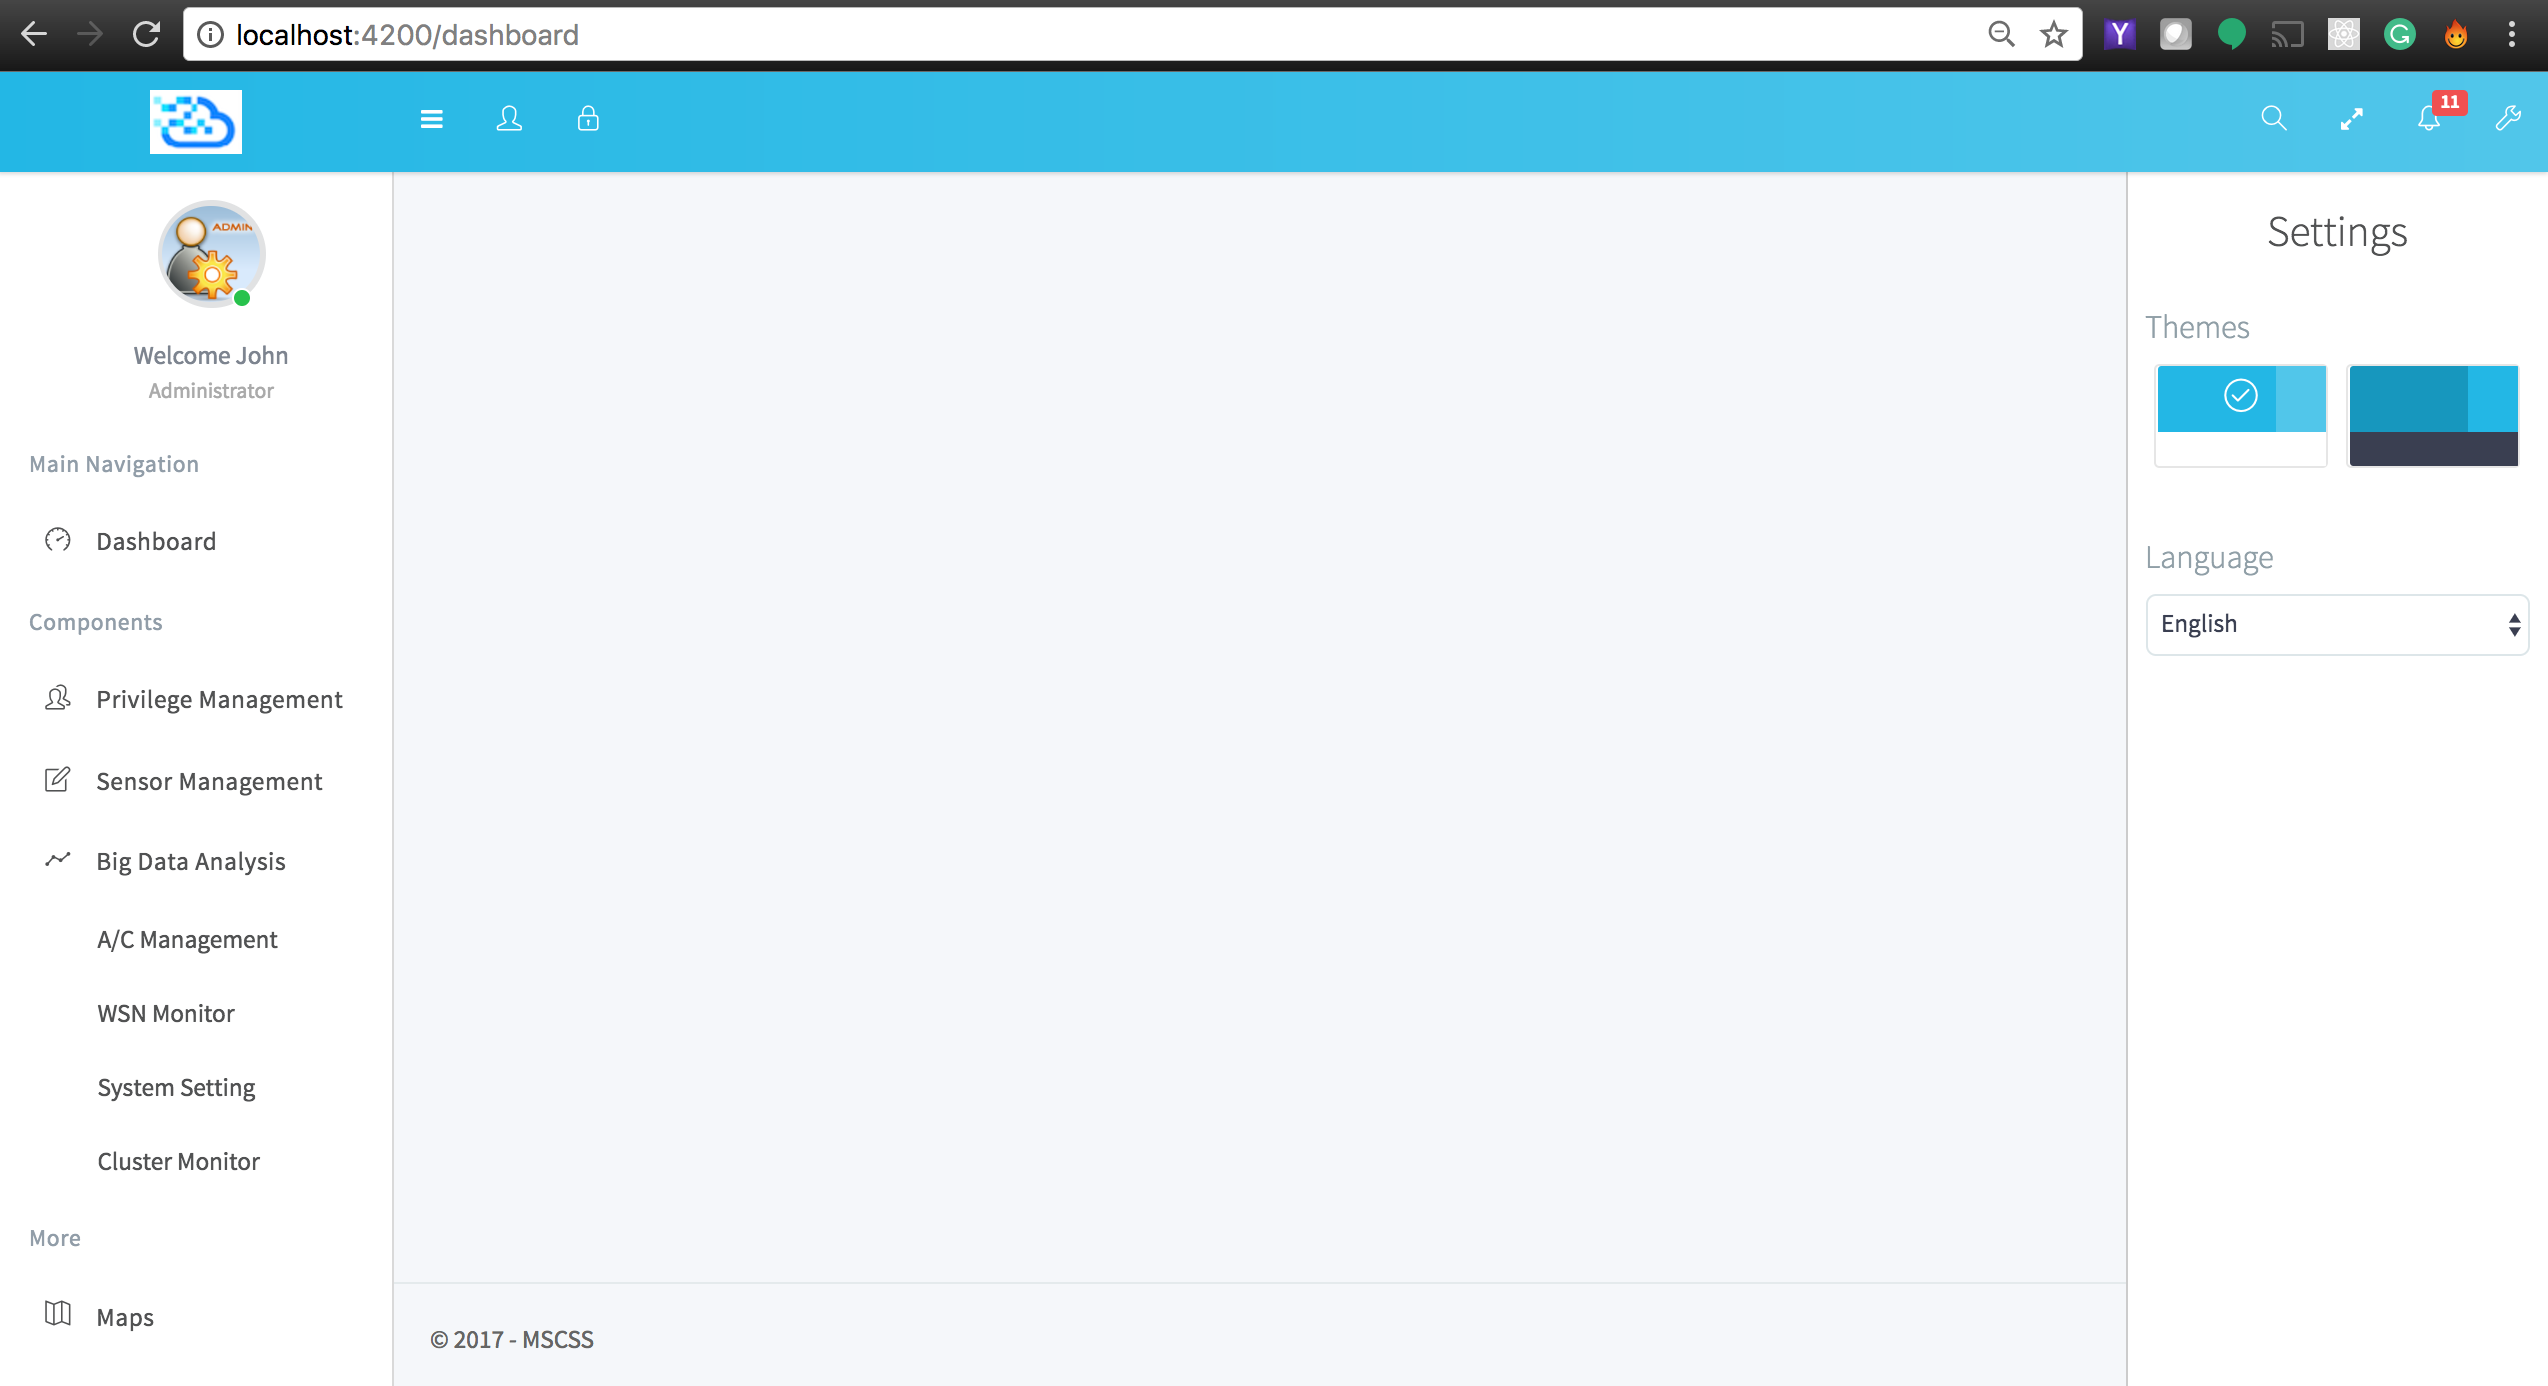 localhost:4200/dashboard
Y
G
11
ADMIN
Welcome John
Administrator
Main Navigation
Dashboard
Components
Privilege Management
Sensor Management
Big Data Analysis
A/C Management
WSN Monitor
System Setting
Cluster Monitor
More
Maps
© 2017 - MSCSS
Settings
Themes
Language
English